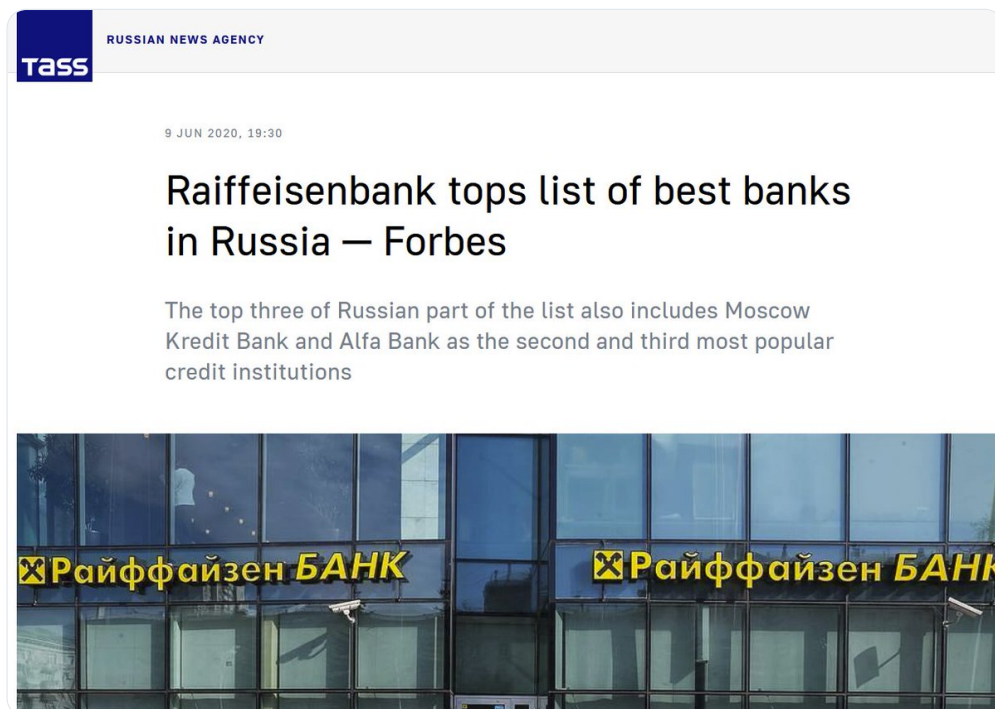 TASS
RUSSIAN NEWS AGENCY
9 JUN 2020, 19:30
Raiffeisenbank tops list of best banks
in Russia — Forbes
The top three of Russian part of the list also includes Moscow
Kredit Bank and Alfa Bank as the second and third most popular
credit institutions
Райффайзен БАНК
Райффайзен БАНК